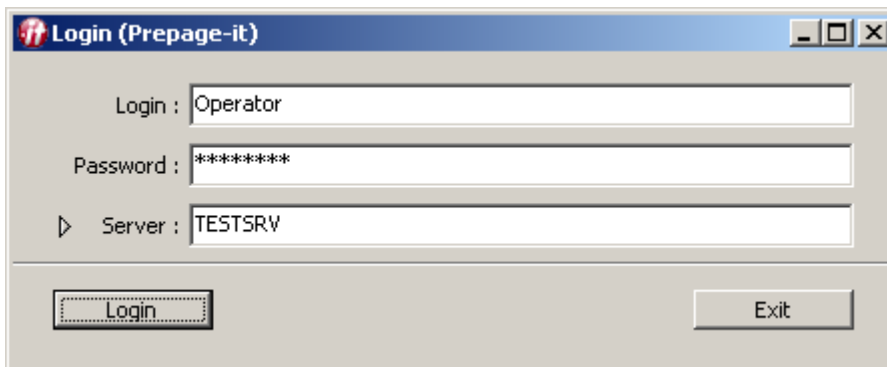 Login (Prepage-it)
Login : Operator
Password : ********
Server : TESTSRV
Login Exit